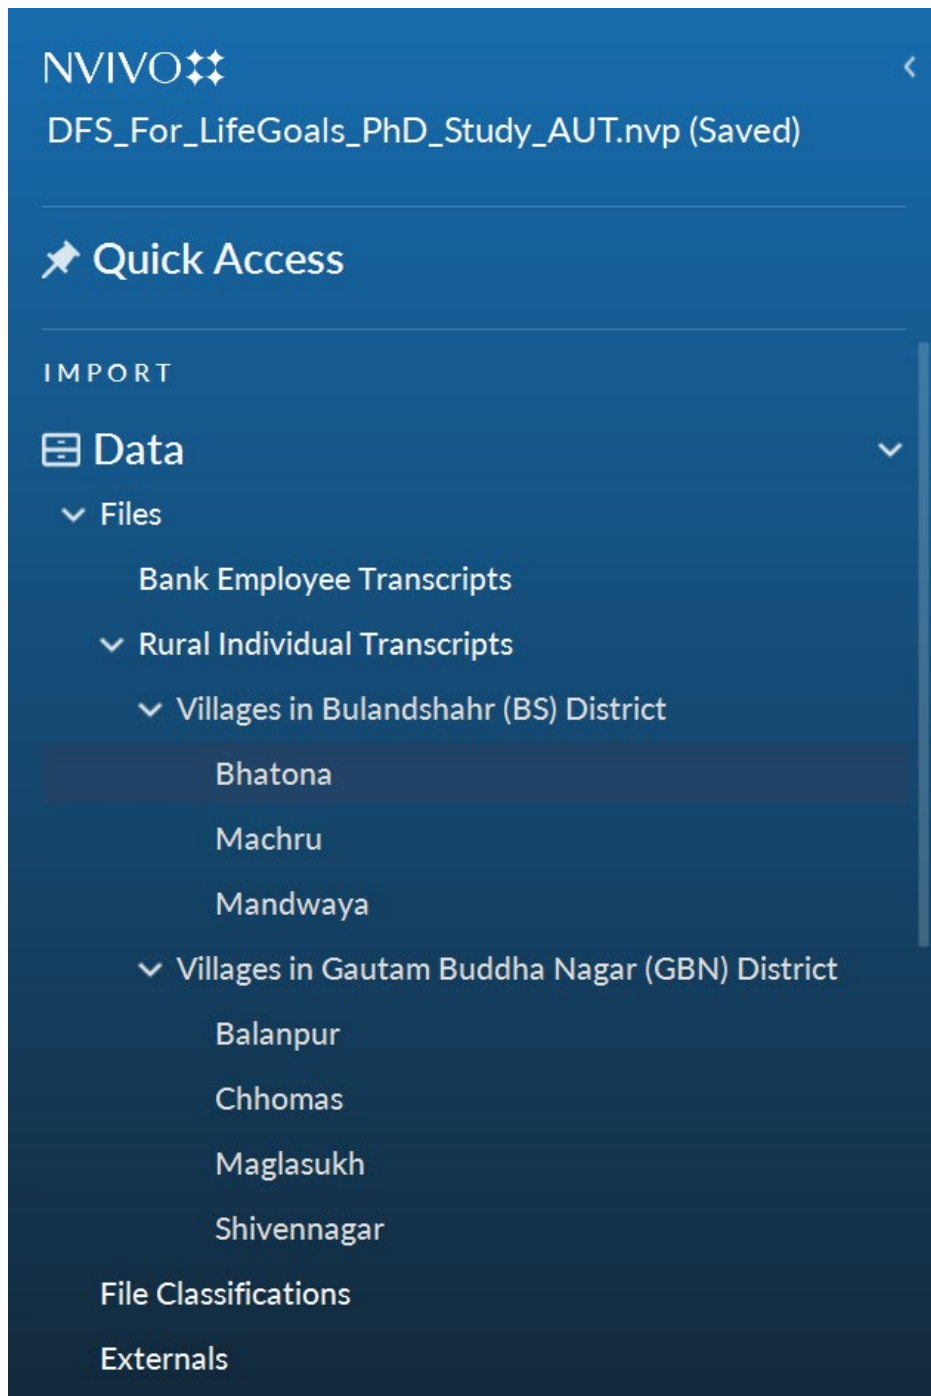 NVIVO
DFS_For_LifeGoals_PhD_Study_AUT.nvp (Saved)
Quick Access
IMPORT
Data
Files
Bank Employee Transcripts
Rural Individual Transcripts
Villages in Bulandshahr (BS) District
Bhatona
Machru
Mandwaya
Villages in Gautam Buddha Nagar (GBN) District
Balanpur
Chhomas
Maglasukh
Shivennagar
File Classifications
Externals